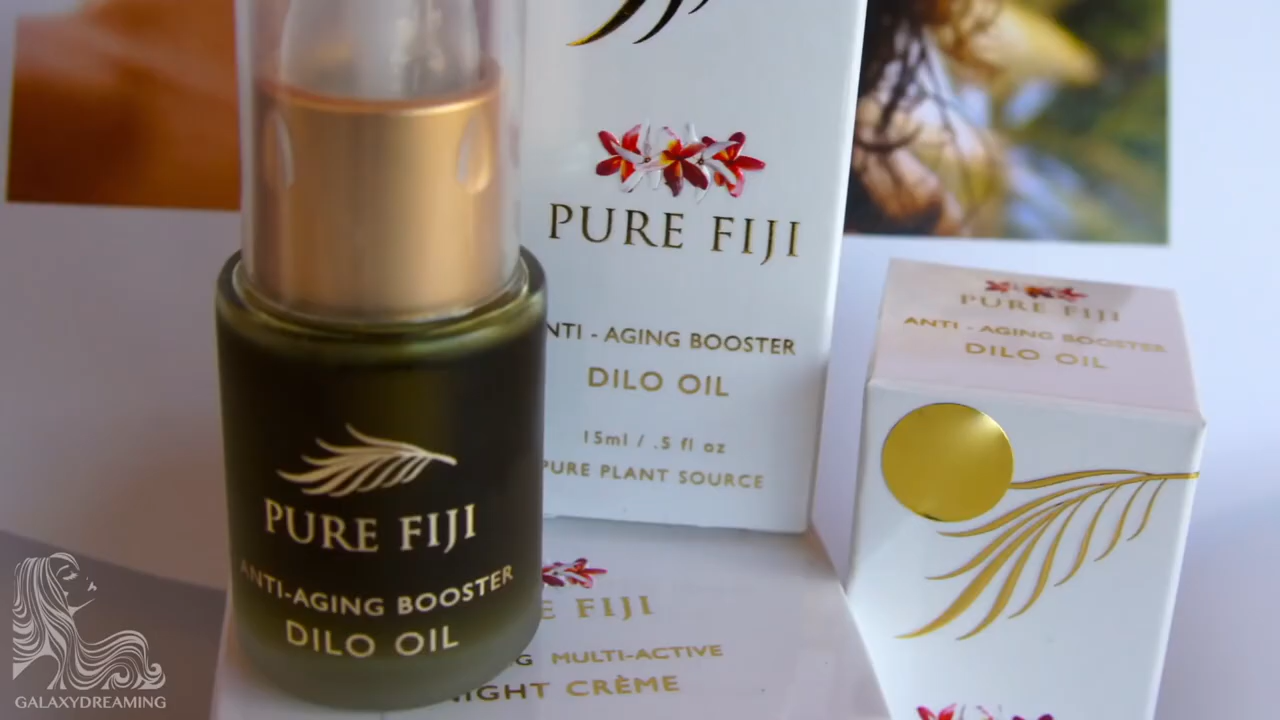 PURE FIJI
ANTI-AGING BOOSTER
DILO OIL
PURE FIJI
NTI - AGING BOOSTER
DILO OIL
15ml / .5 fl oz
PURE PLANT SOURCE
PURE FIJI
ANTI - AGING BOOSTER
DILO OIL
E FIJI
G MULTI-ACTIVE
NIGHT CRÈME
GALAXYDREAMING